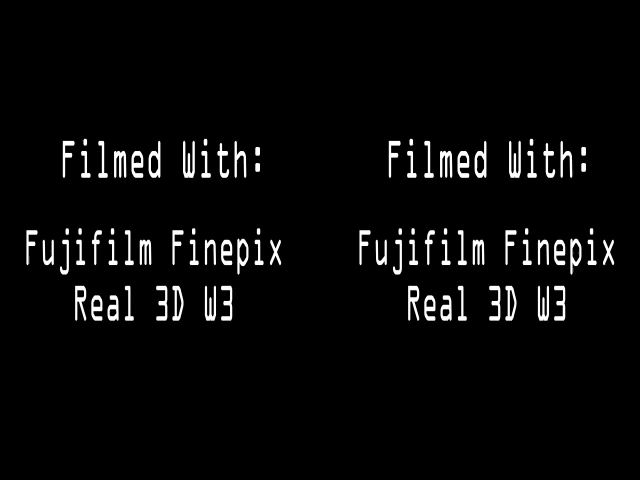 Filmed With: Filmed With:
Fujifilm Finepix Fujifilm Finepix
Real 3D W3 Real 3D W3